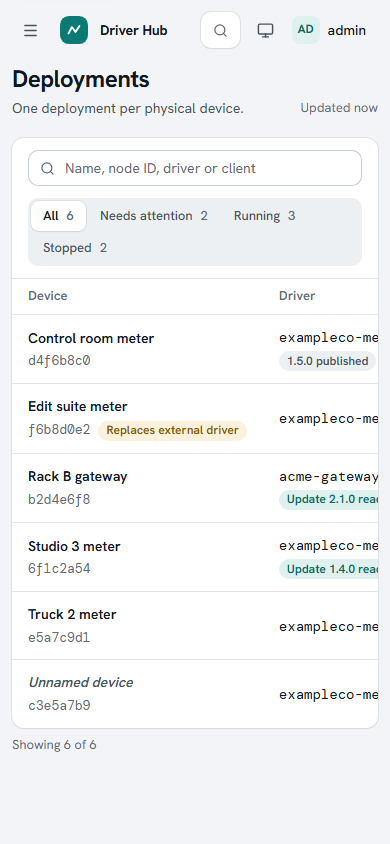 Driver Hub
AD admin
Deployments
One deployment per physical device. Updated now
Name, node ID, driver or client
All 6 Needs attention 2 Running 3
Stopped 2
Device Driver
Control room meter
d4f6b8c0
exampleco-me
1.5.0 published
Edit suite meter
f6b8d0e2 Replaces external driver
exampleco-me
Rack B gateway
b2d4e6f8
acme-gateway
Update 2.1.0 read
Studio 3 meter
6f1c2a54
exampleco-me
Update 1.4.0 read
Truck 2 meter
e5a7c9d1
exampleco-me
Unnamed device
c3e5a7b9
exampleco-me
Showing 6 of 6